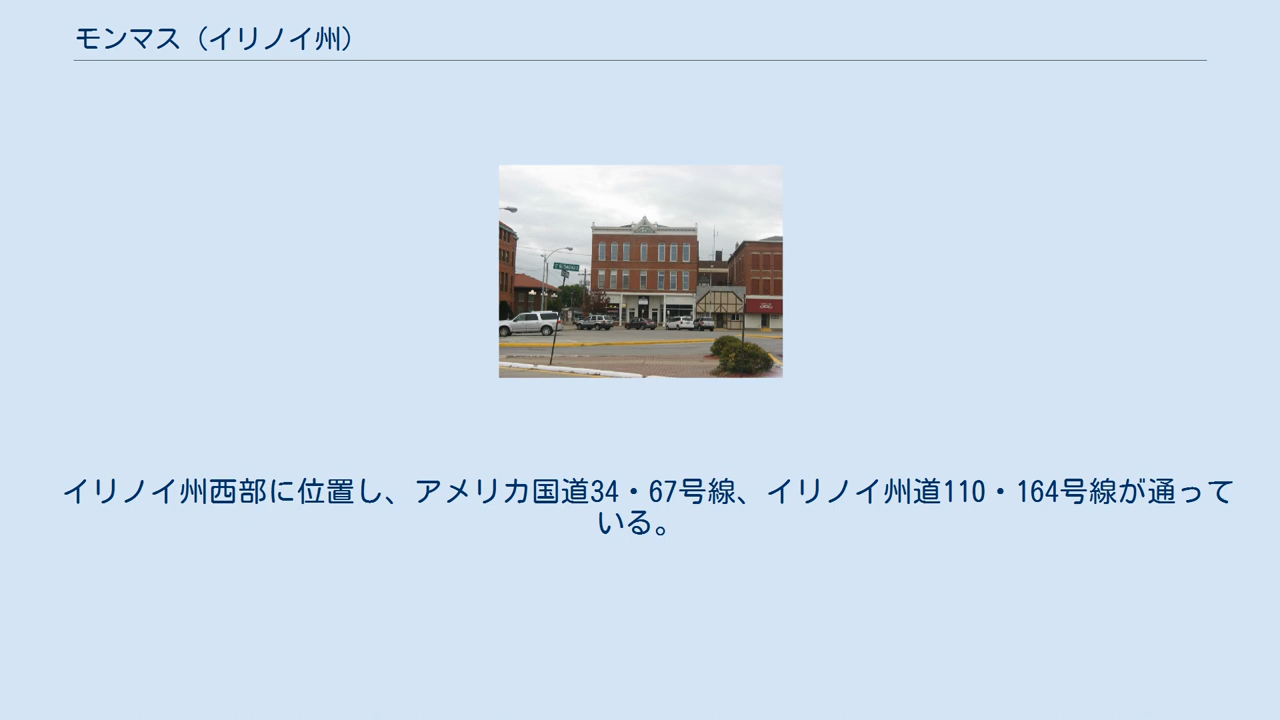 モンマス（イリノイ州）
イリノイ州西部に位置し、アメリカ国道34・67号線、イリノイ州道110・164号線が通って
いる。